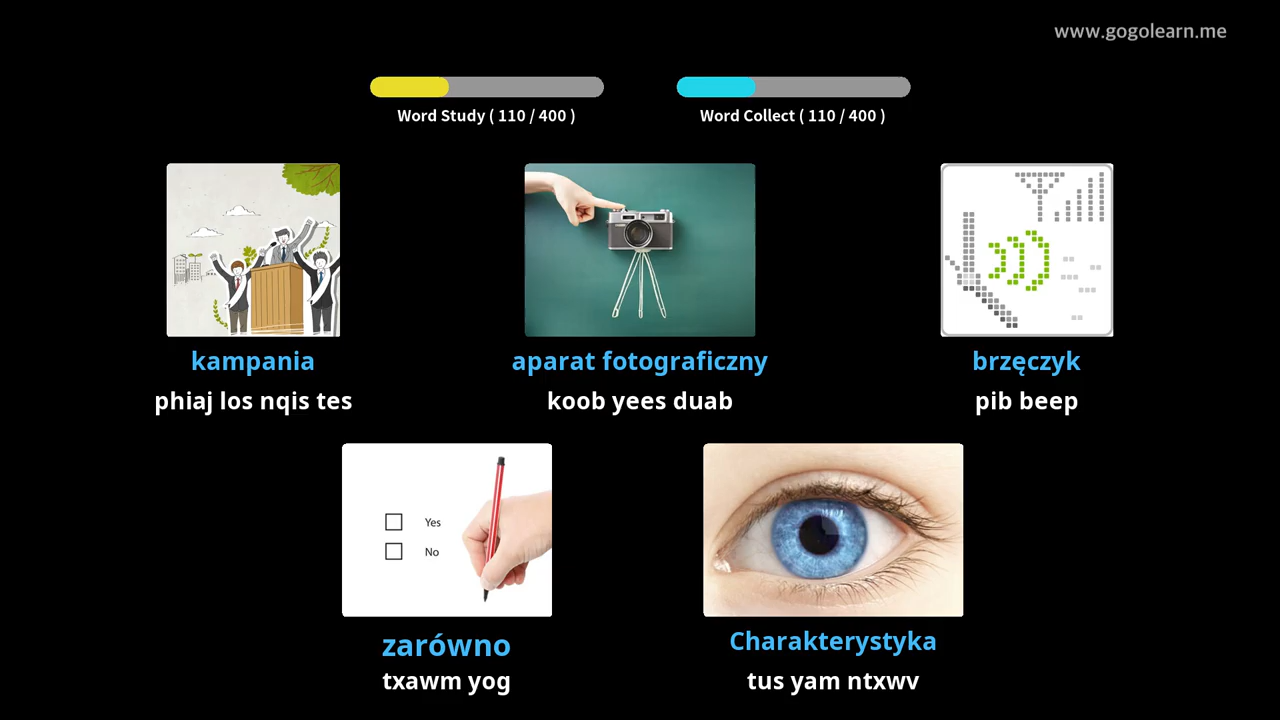 www.gogolearn.me
Word Study ( 110 / 400 )
Word Collect ( 110 / 400 )
kampania
phiaj los nqis tes
aparat fotograficzny
koob yees duab
brzęczyk
pib beep
Yes
No
zarówno
txawm yog
Charakterystyka
tus yam ntxwv